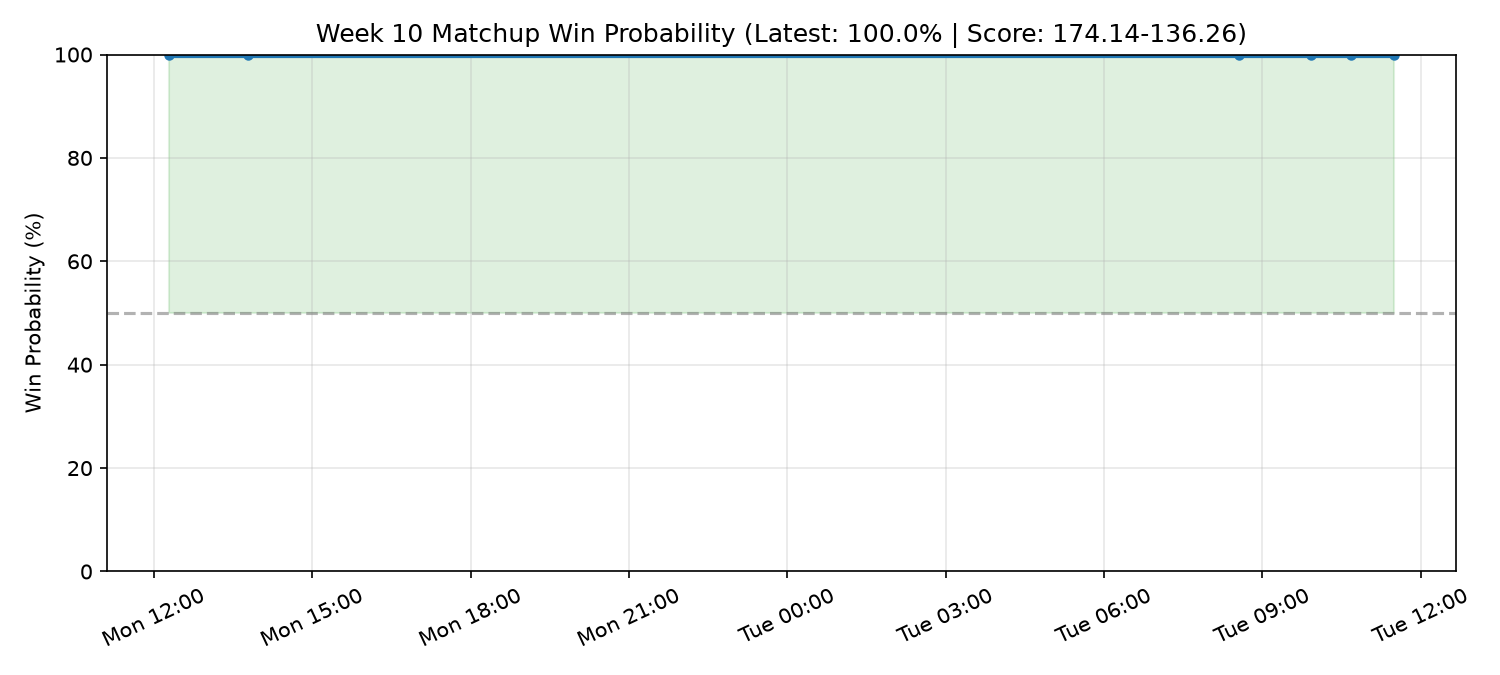 Week 10 Matchup Win Probability (Latest: 100.0% | Score: 174.14-136.26)
Win Probability (%)
100
80
60
40
20
0
Mon 12:00
Mon 15:00
Mon 18:00
Mon 21:00
Tue 00:00
Tue 03:00
Tue 06:00
Tue 09:00
Tue 12:00